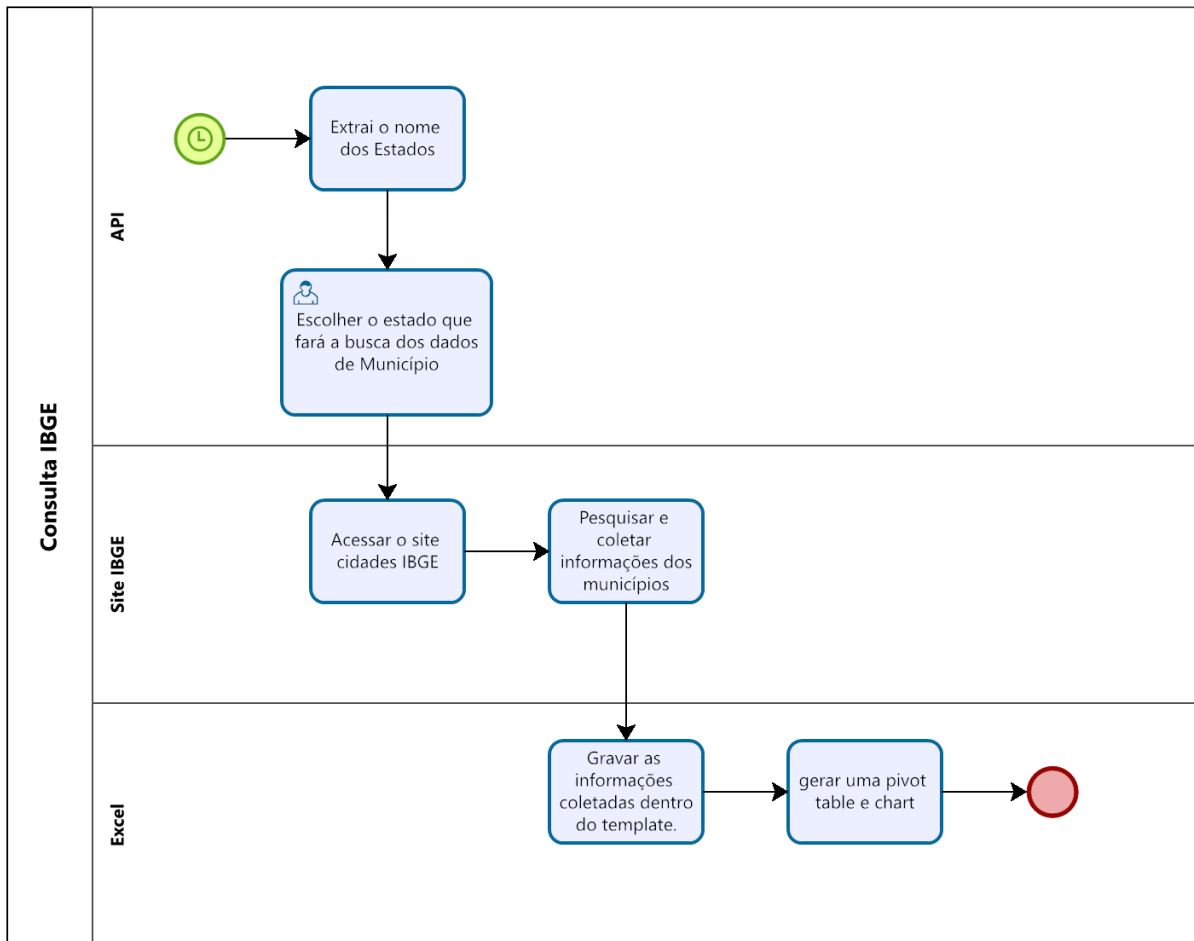 Consulta IBGE
API
Extrai o nome
dos Estados
Escolher o estado que
fará a busca dos dados
de Município
Site IBGE
Acessar o site
cidades IBGE
Pesquisar e
coletar
informações dos
municípios
Excel
Gravar as
informações
coletadas dentro
do template.
gerar uma pivot
table e chart